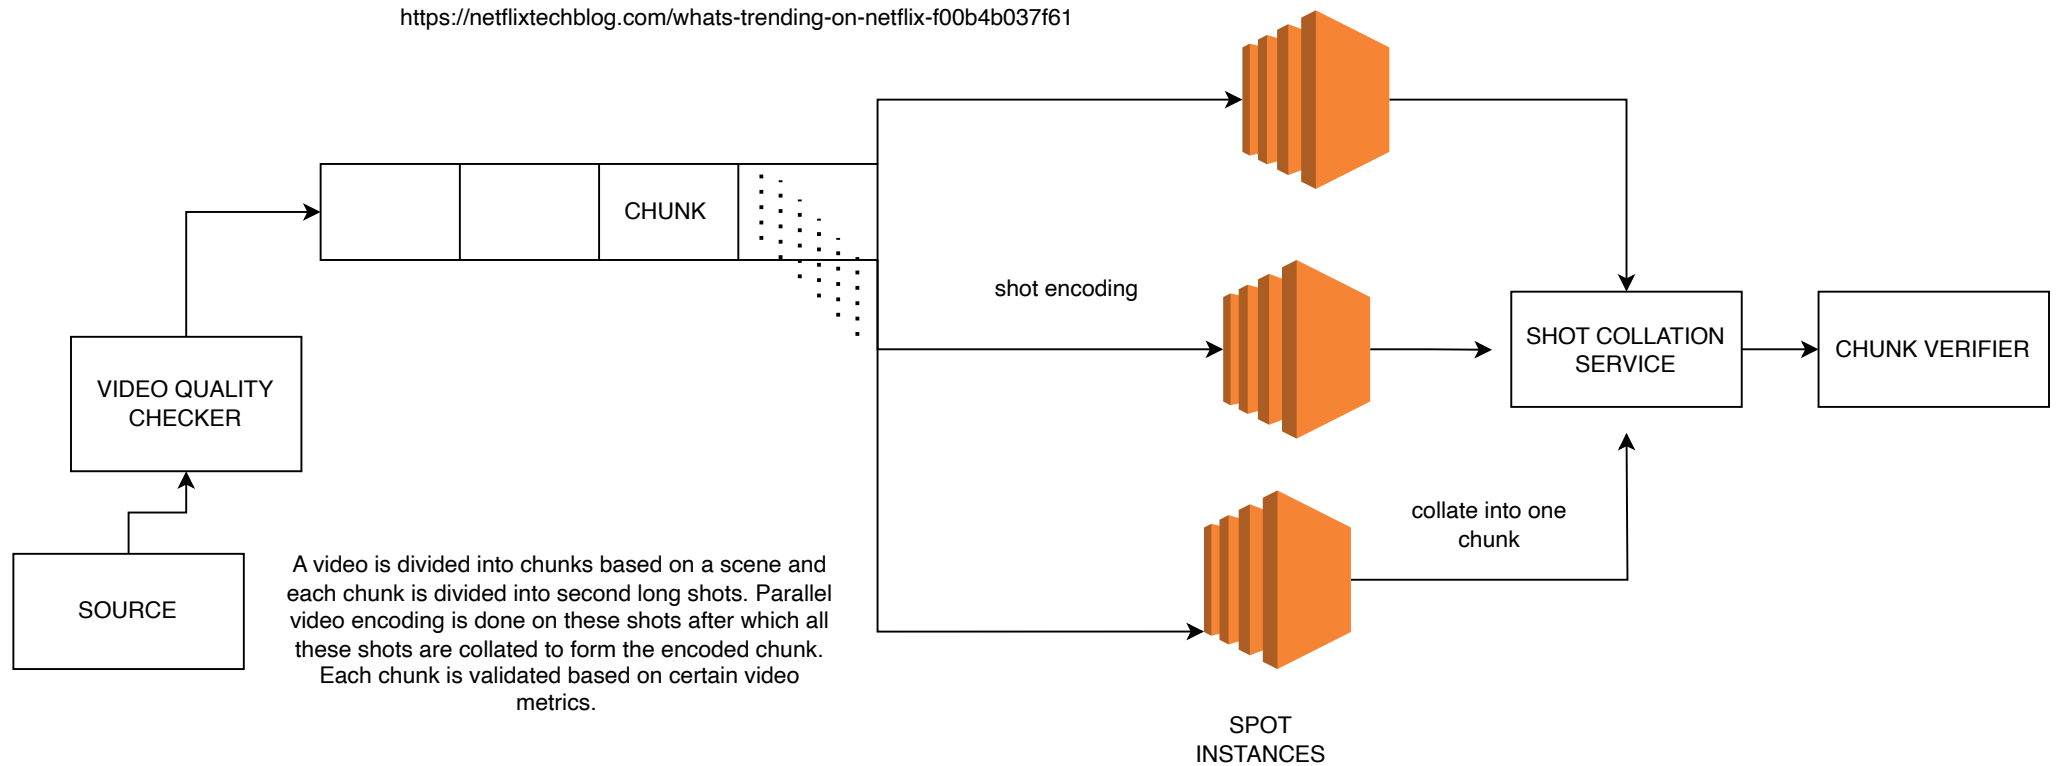 https://netflixtechblog.com/whats-trending-on-netflix-f00b4b037f61
CHUNK
shot encoding
SHOT COLLATION
SERVICE
CHUNK VERIFIER
VIDEO QUALITY
CHECKER
collate into one
chunk
SOURCE
A video is divided into chunks based on a scene and
each chunk is divided into second long shots. Parallel
video encoding is done on these shots after which all
these shots are collated to form the encoded chunk.
Each chunk is validated based on certain video
metrics.
SPOT
INSTANCES